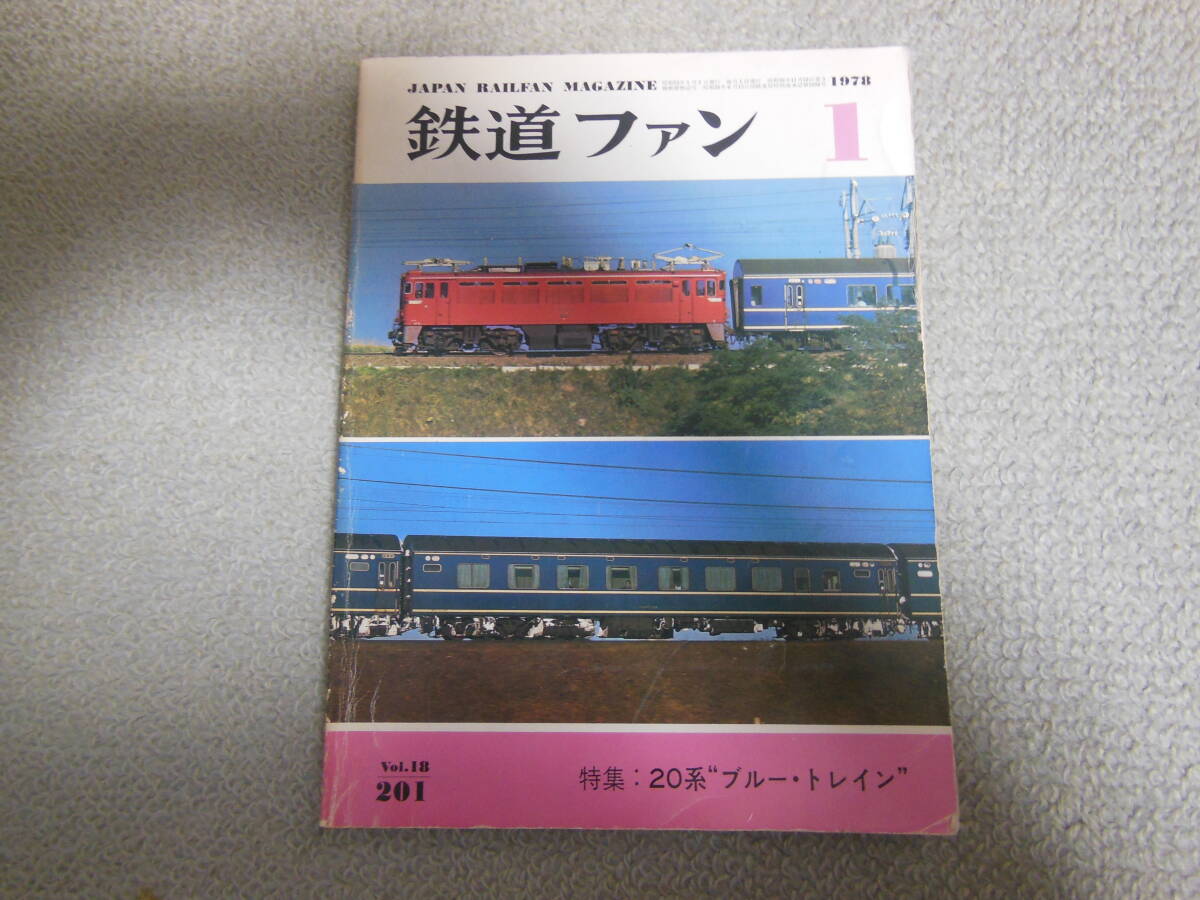 JAPAN RAILFAN MAGAZINE 1978
鉄道ファン 1
Vol.18
201
特集：20系“ブルー・トレイン”